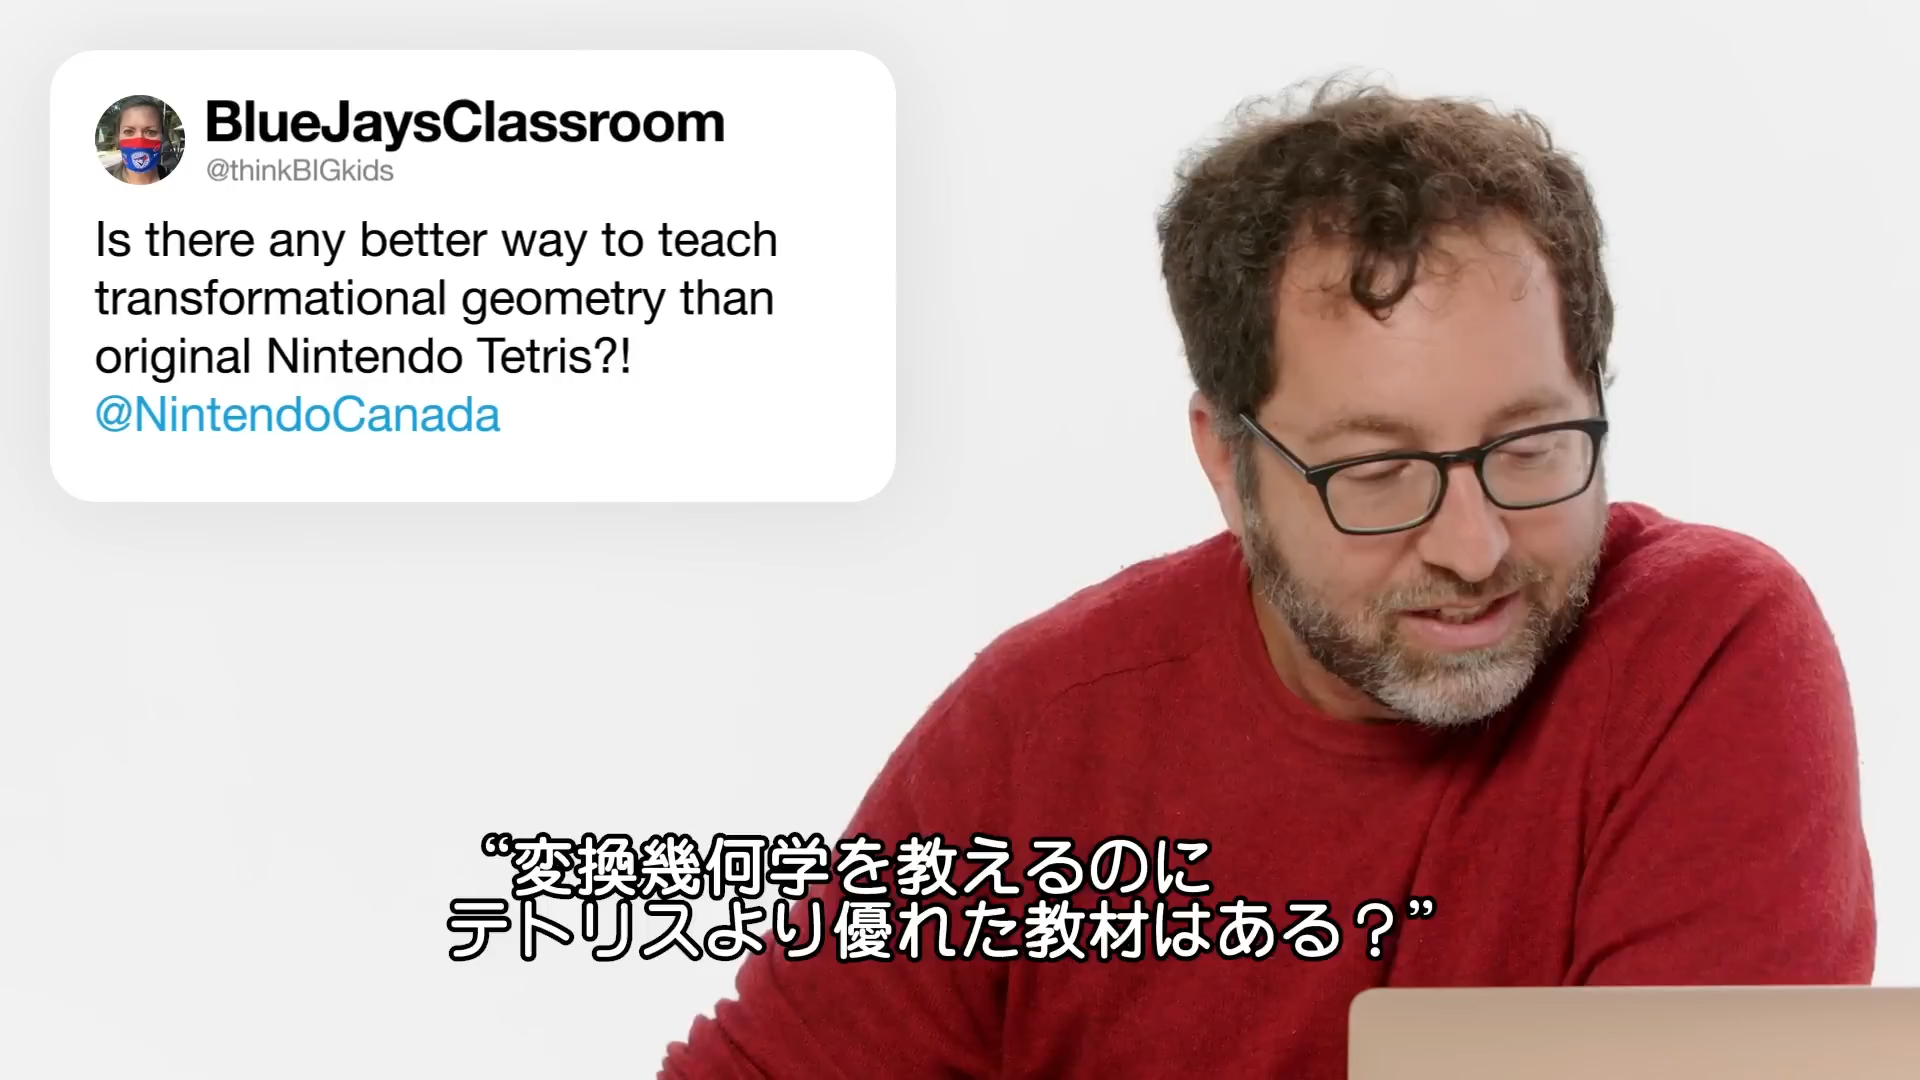 BlueJaysClassroom
@thinkBIGkids
Is there any better way to teach
transformational geometry than
original Nintendo Tetris?!
@NintendoCanada
“変換幾何学を教えるのに
テトリスより優れた教材はある？”